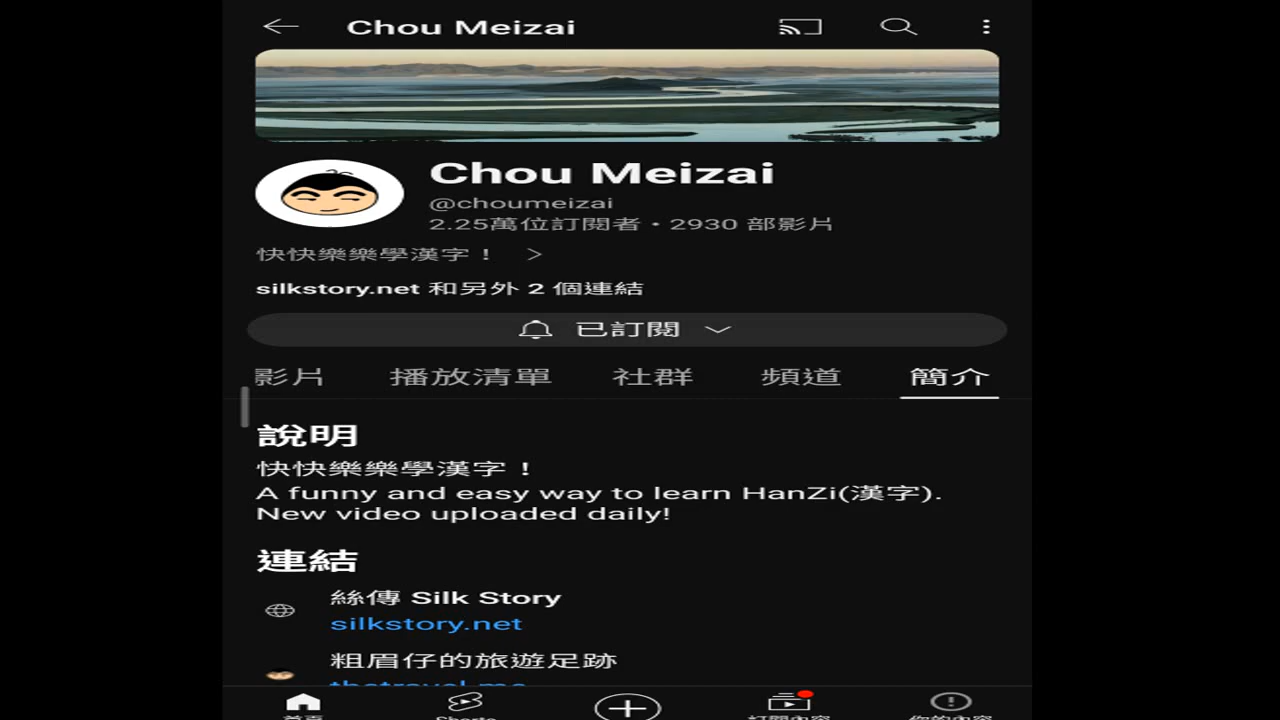 Chou Meizai
Chou Meizai
@choumeizai
2.25萬位訂閱者・2930 部影片
快快樂樂學漢字！ >
silkstory.net 和另外 2 個連結
已訂閱
影片 播放清單 社群 頻道 簡介
說明
快快樂樂學漢字！
A funny and easy way to learn HanZi(漢字).
New video uploaded daily!
連結
絲傳 Silk Story
silkstory.net
粗眉仔的旅遊足跡